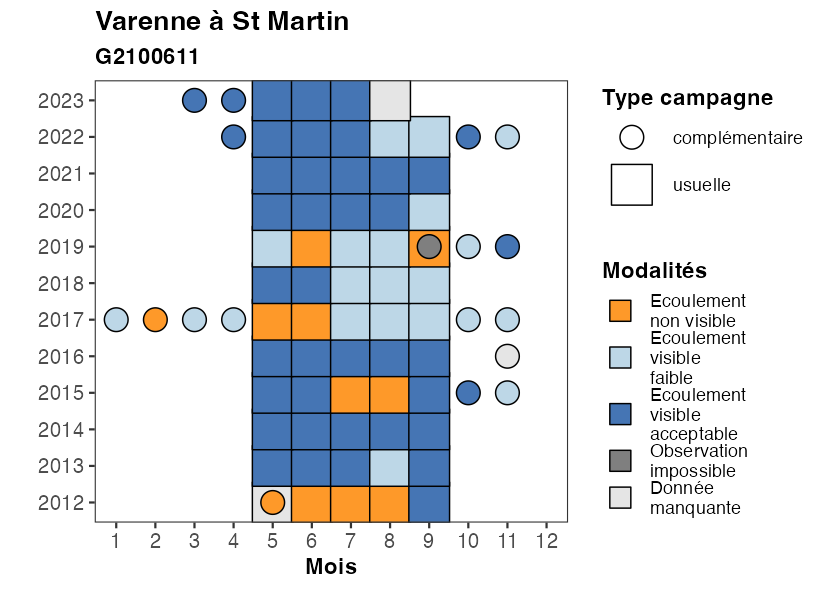 Varenne à St Martin
G2100611
2023
2022
2021
2020
2019
2018
2017
2016
2015
2014
2013
2012
1 2 3 4 5 6 7 8 9 10 11 12
Mois
Type campagne
complémentaire
usuelle
Modalités
Ecoulement
non visible
Ecoulement
visible
faible
Ecoulement
visible
acceptable
Observation
impossible
Donnée
manquante